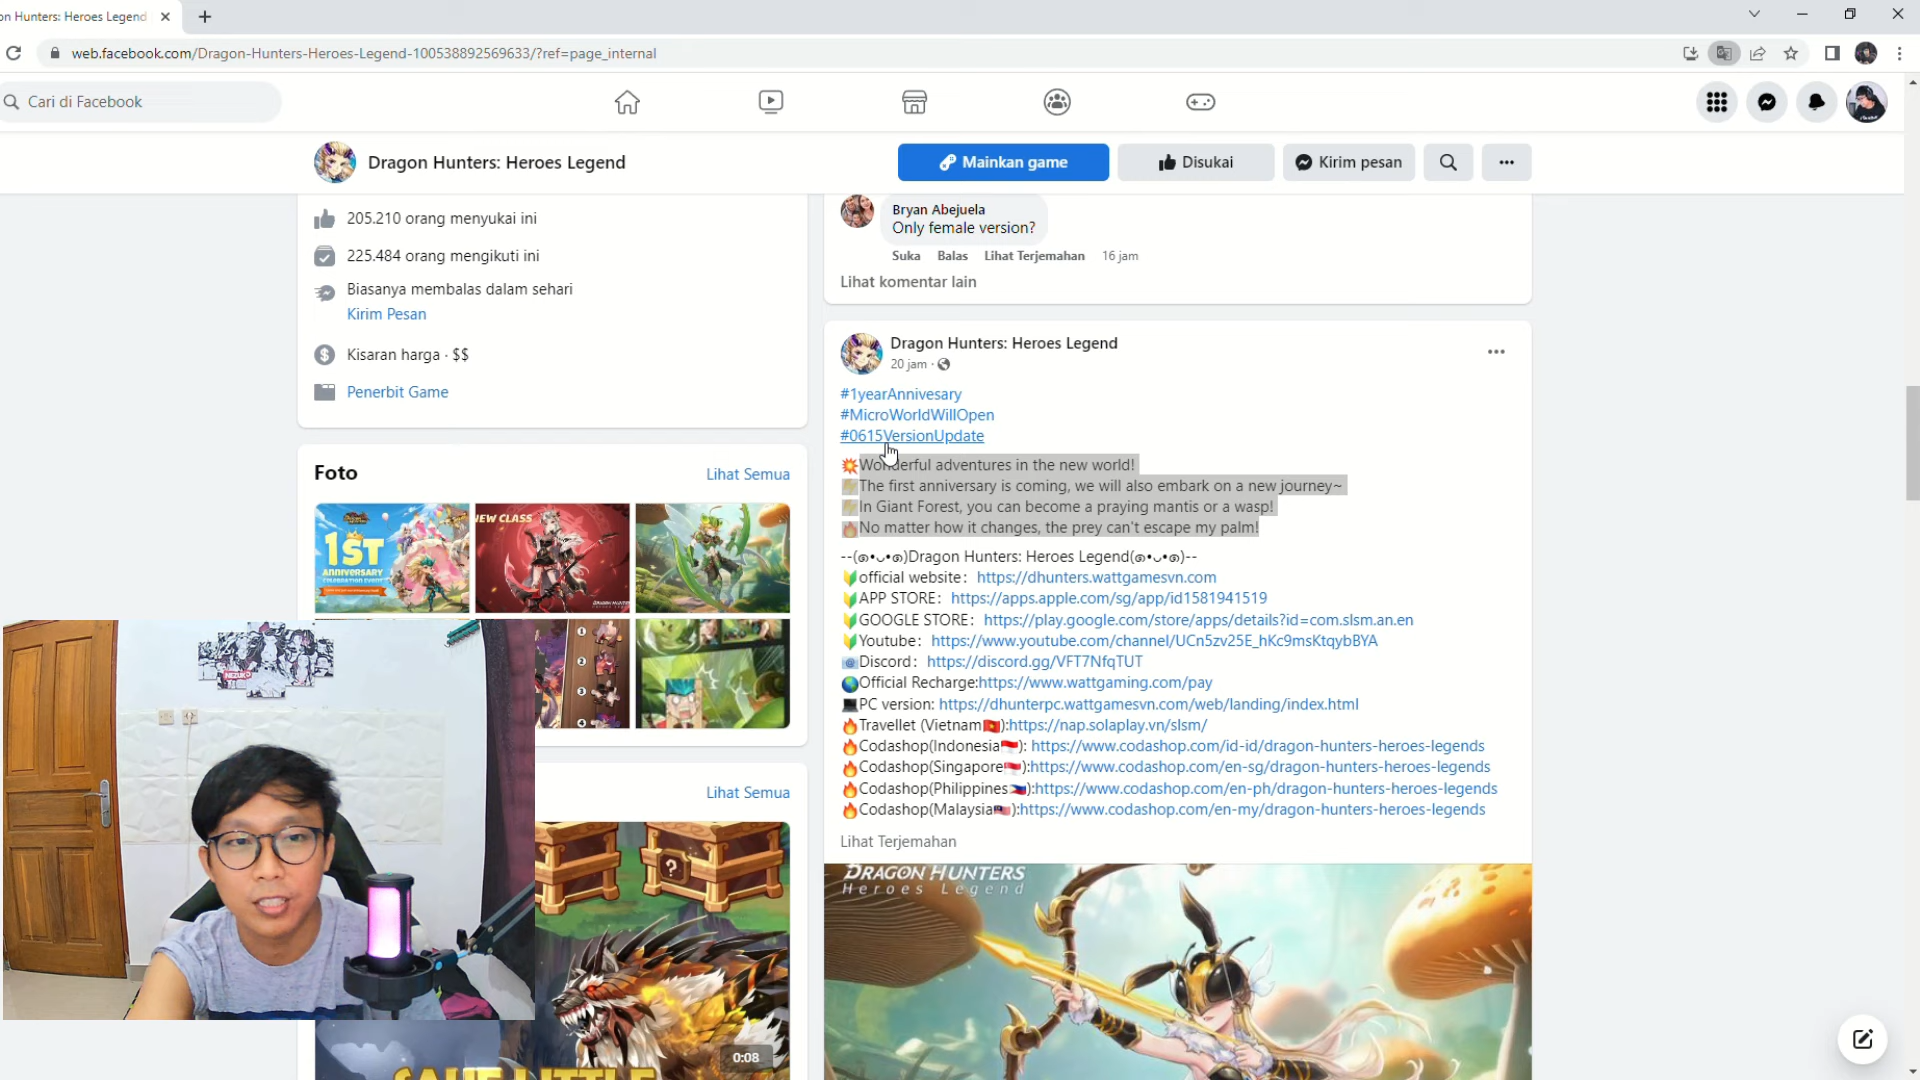 on Hunters: Heroes Legend
web.facebook.com/Dragon-Hunters-Heroes-Legend-100538892569633/?ref=page_internal
Cari di Facebook
Dragon Hunters: Heroes Legend
Mainkan game
Disukai
Kirim pesan
205.210 orang menyukai ini
225.484 orang mengikuti ini
Biasanya membalas dalam sehari
Kirim Pesan
Kisaran harga · $$
Penerbit Game
Foto
Lihat Semua
1ST
ANNIVERSARY
CELEBRATION EVENT
NEW CLASS
Lihat Semua
0:08
SAVE LITTLE
Bryan Abejuela
Only female version?
Suka Balas Lihat Terjemahan 16 jam
Lihat komentar lain
Dragon Hunters: Heroes Legend
20 jam ·
#1yearAnnivesary
#MicroWorldWillOpen
#0615VersionUpdate
💥Wonderful adventures in the new world!
The first anniversary is coming, we will also embark on a new journey~
In Giant Forest, you can become a praying mantis or a wasp!
🔥No matter how it changes, the prey can't escape my palm!
--(๑•ᴗ•๑)Dragon Hunters: Heroes Legend(๑•ᴗ•๑)--
🔰official website：https://dhunters.wattgamesvn.com
🔰APP STORE：https://apps.apple.com/sg/app/id1581941519
🔰GOOGLE STORE：https://play.google.com/store/apps/details?id=com.slsm.an.en
🔰Youtube：https://www.youtube.com/channel/UCn5zv25E_hKc9msKtqybBYA
📧Discord：https://discord.gg/VFT7NfqTUT
🌏Official Recharge:https://www.wattgaming.com/pay
💻PC version: https://dhunterpc.wattgamesvn.com/web/landing/index.html
🔥Travellet (Vietnam🇻🇳):https://nap.solaplay.vn/slsm/
🔥Codashop(Indonesia🇮🇩): https://www.codashop.com/id-id/dragon-hunters-heroes-legends
🔥Codashop(Singapore🇸🇬):https://www.codashop.com/en-sg/dragon-hunters-heroes-legends
🔥Codashop(Philippines🇵🇭):https://www.codashop.com/en-ph/dragon-hunters-heroes-legends
🔥Codashop(Malaysia🇲🇾):https://www.codashop.com/en-my/dragon-hunters-heroes-legends
Lihat Terjemahan
DRAGON HUNTERS
Heroes Legend